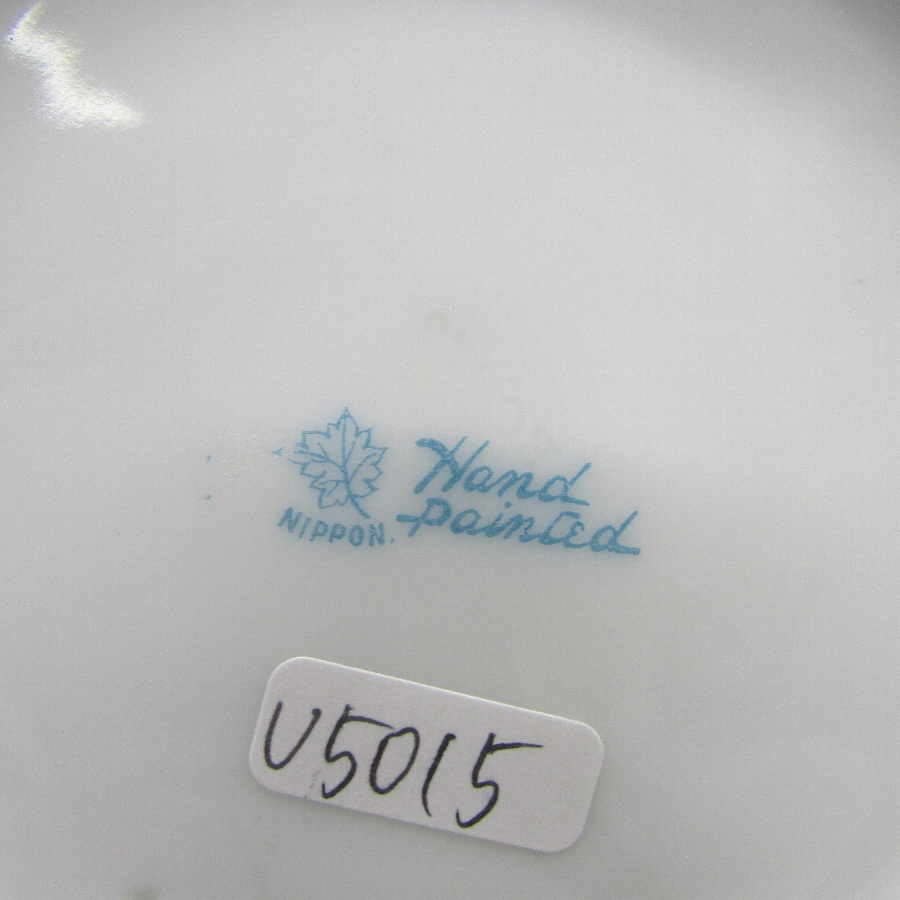 Hand
Painted
NIPPON.
U5015